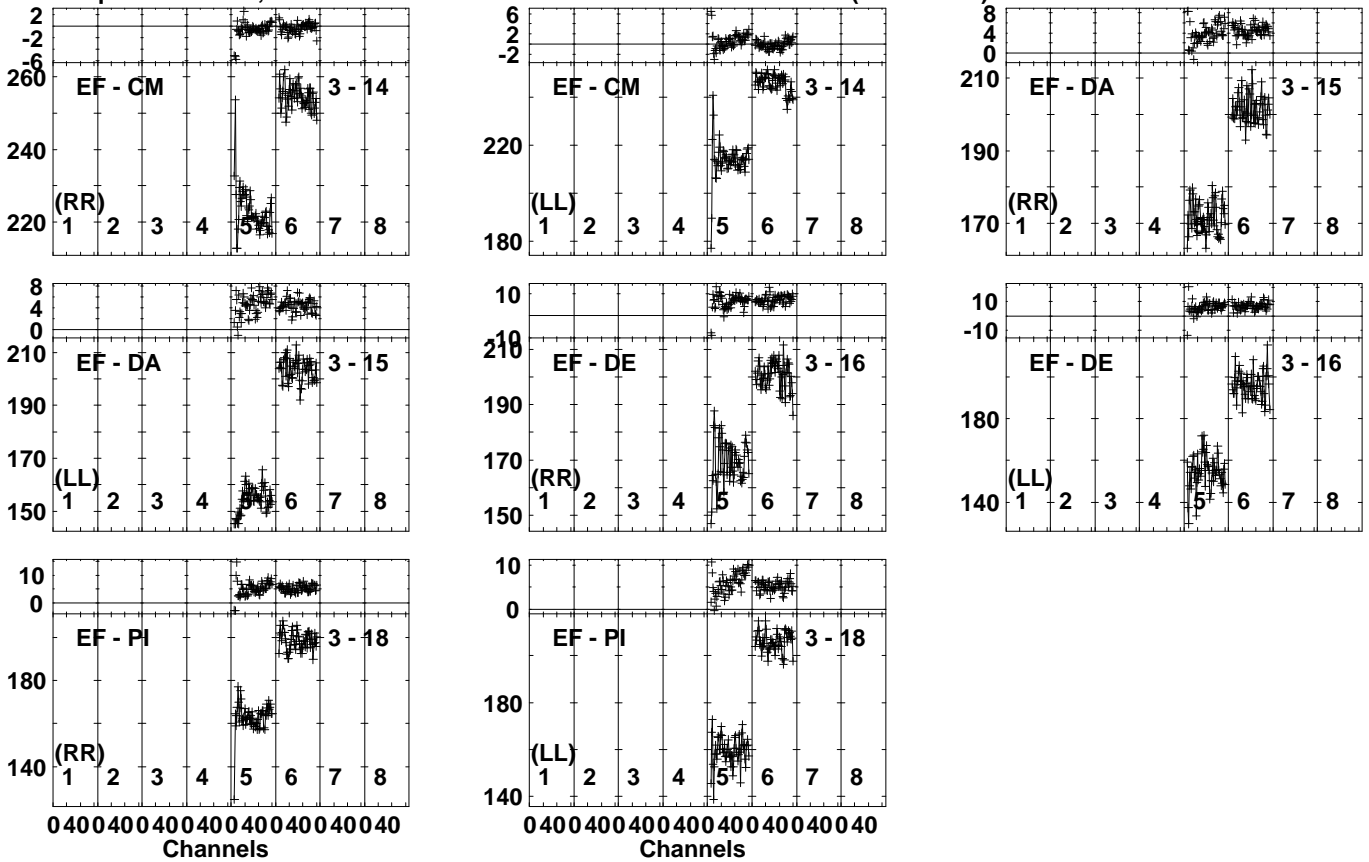 2
-2
-6
260
240
220
EF - CM 3 - 14
(RR)
1 2 3 4 5 6 7 8
6
2
-2
220
180
EF - CM 3 - 14
(LL)
1 2 3 4 5 6 7 8
8
4
0
210
190
170
EF - DA 3 - 15
(RR)
1 2 3 4 5 6 7 8
8
4
0
210
190
170
150
EF - DA 3 - 15
(LL)
1 2 3 4 5 6 7 8
10
-10
210
190
170
150
EF - DE 3 - 16
(RR)
1 2 3 4 5 6 7 8
10
-10
180
140
EF - DE 3 - 16
(LL)
1 2 3 4 5 6 7 8
10
0
180
140
EF - PI 3 - 18
(RR)
1 2 3 4 5 6 7 8
0 40 0 40 0 40 0 40 0 40 0 40 0 40 0 40
Channels
10
0
180
140
EF - PI 3 - 18
(LL)
1 2 3 4 5 6 7 8
0 40 0 40 0 40 0 40 0 40 0 40 0 40 0 40
Channels